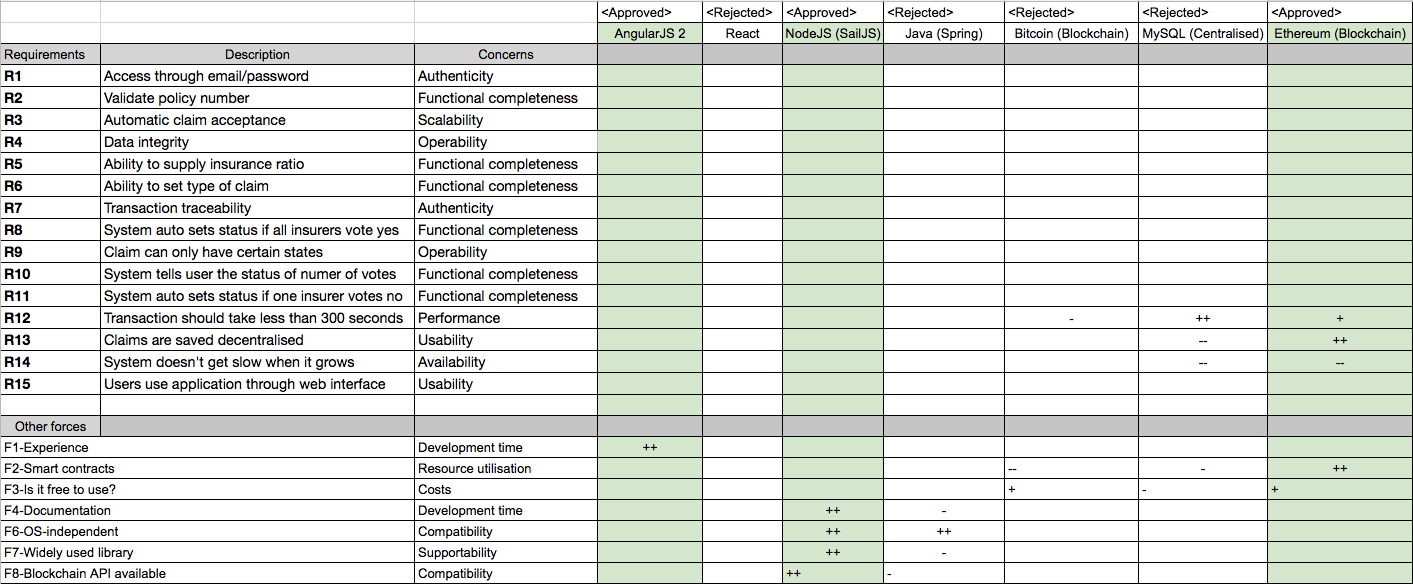 <Approved> <Rejected> <Approved> <Rejected> <Rejected> <Rejected> <Approved>
AngularJS 2 React NodeJS (SailJS) Java (Spring) Bitcoin (Blockchain) MySQL (Centralised) Ethereum (Blockchain)
Requirements Description Concerns
R1 Access through email/password Authenticity
R2 Validate policy number Functional completeness
R3 Automatic claim acceptance Scalability
R4 Data integrity Operability
R5 Ability to supply insurance ratio Functional completeness
R6 Ability to set type of claim Functional completeness
R7 Transaction traceability Authenticity
R8 System auto sets status if all insurers vote yes Functional completeness
R9 Claim can only have certain states Operability
R10 System tells user the status of numer of votes Functional completeness
R11 System auto sets status if one insurer votes no Functional completeness
R12 Transaction should take less than 300 seconds Performance - ++ +
R13 Claims are saved decentralised Usability -- ++
R14 System doesn't get slow when it grows Availability -- --
R15 Users use application through web interface Usability
Other forces
F1-Experience Development time ++
F2-Smart contracts Resource utilisation -- - ++
F3-Is it free to use? Costs + - +
F4-Documentation Development time ++ -
F6-OS-independent Compatibility ++ ++
F7-Widely used library Supportability ++ -
F8-Blockchain API available Compatibility ++ -